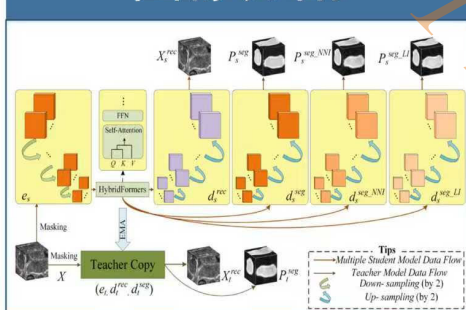 X_s^{rec} P_s^{seg} P_s^{seg_NNI} P_s^{seg_LI}
FFN
Self-Attention
Q K V
HybridFormers
e_s d_s^{rec} d_s^{seg} d_s^{seg_NNI} d_s^{seg_LI}
Masking
EMA
Masking
X
Teacher Copy
(e_t, d_t^{rec}, d_t^{seg})
X_t^{rec} P_t^{seg}
Tips
Multiple Student Model Data Flow
Teacher Model Data Flow
Down- sampling (by 2)
Up- sampling (by 2)